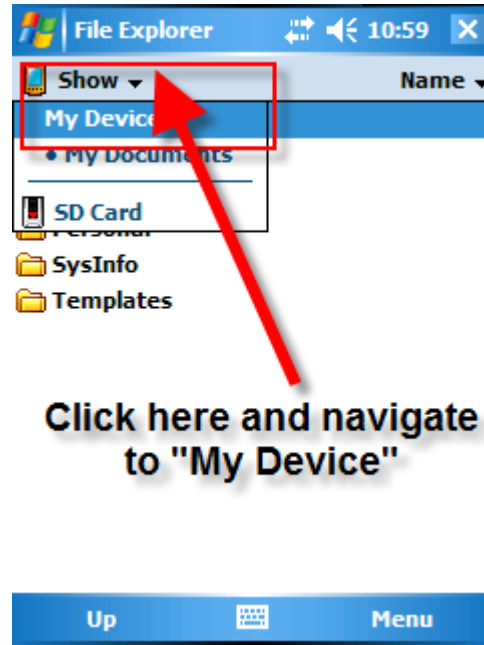 File Explorer 10:59
Show Name
My Device
• My Documents
SD Card
Personal
SysInfo
Templates
Click here and navigate
to "My Device"
Up Menu